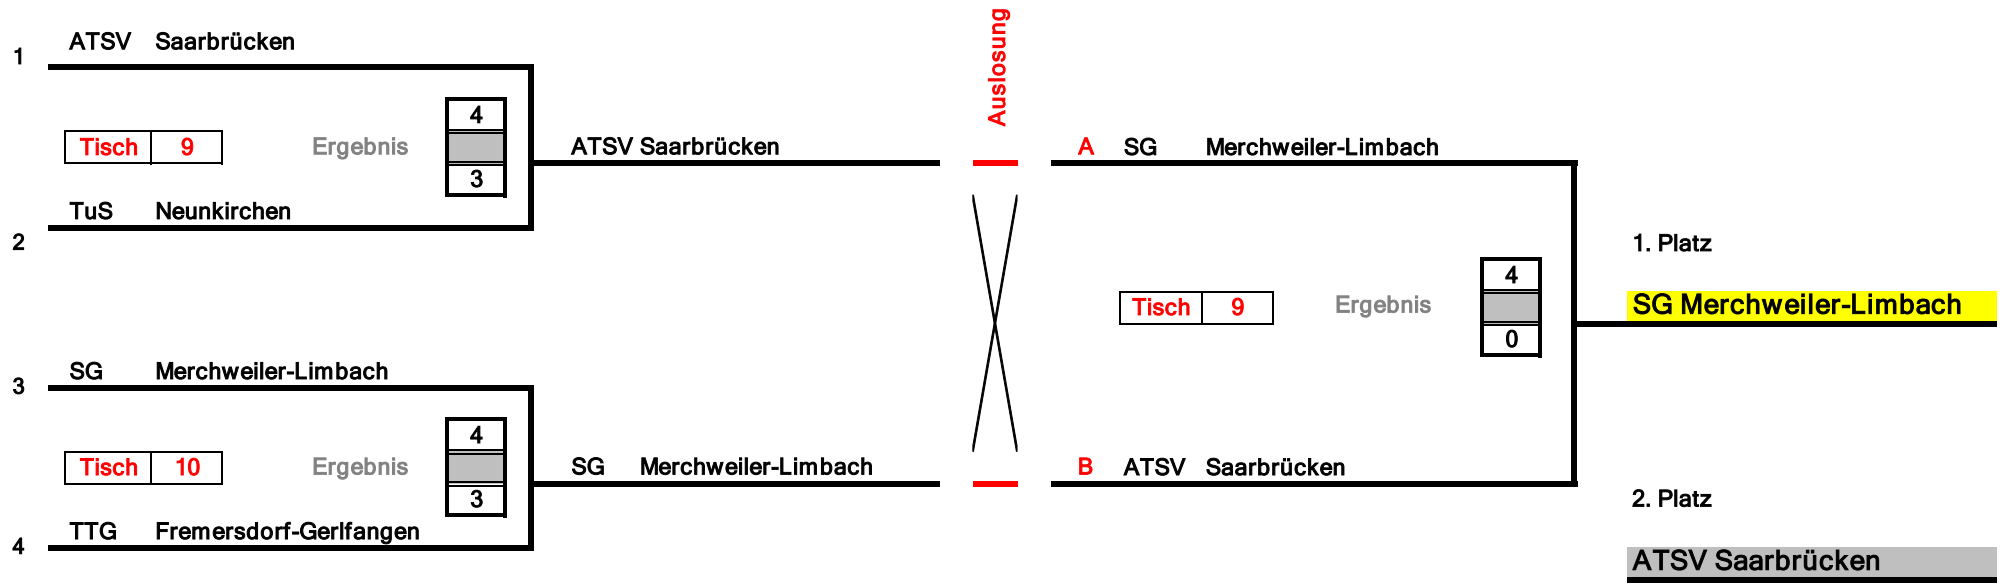 Auslosung
1 ATSV Saarbrücken
4
Tisch 9 Ergebnis
3
TuS Neunkirchen
2
ATSV Saarbrücken
3 SG Merchweiler-Limbach
4
Tisch 10 Ergebnis
3
TTG Fremersdorf-Gerlfangen
4
SG Merchweiler-Limbach
A SG Merchweiler-Limbach
4
Tisch 9 Ergebnis
0
B ATSV Saarbrücken
1. Platz
SG Merchweiler-Limbach
2. Platz
ATSV Saarbrücken